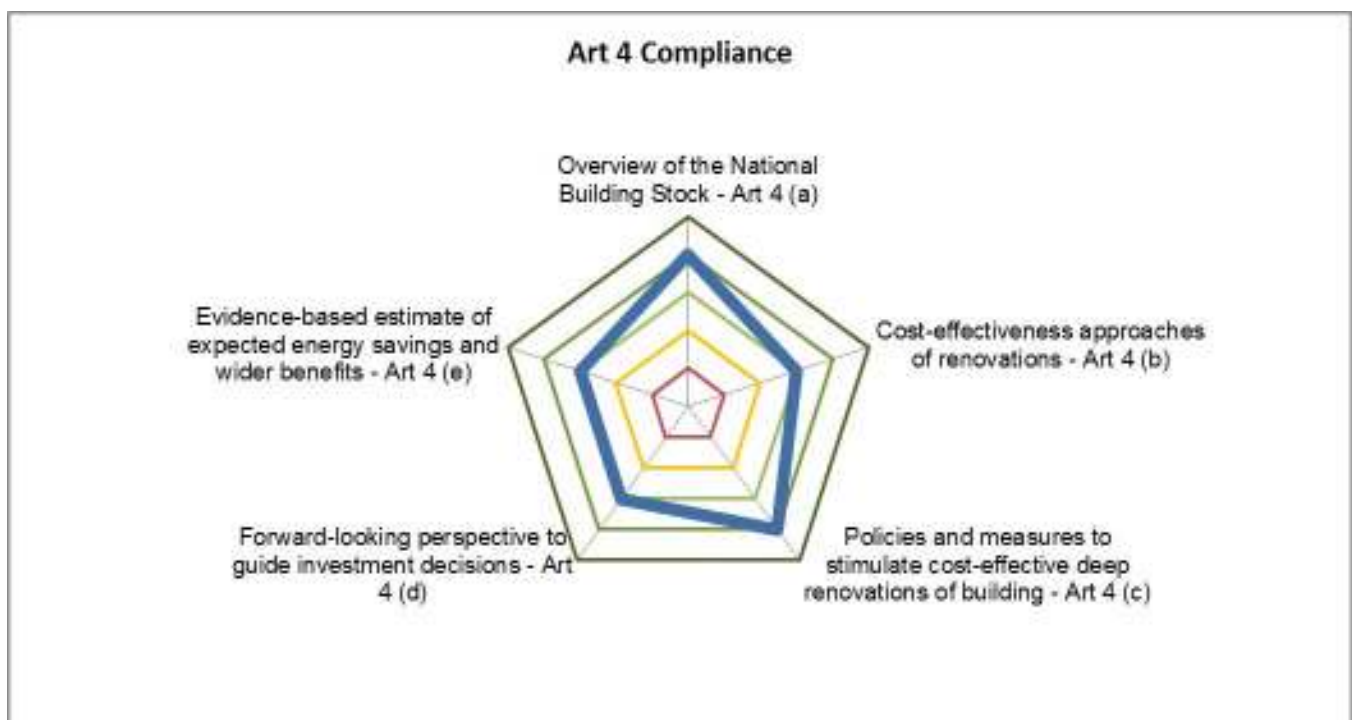 Art 4 Compliance
Overview of the National
Building Stock - Art 4 (a)
Cost-effectiveness approaches
of renovations - Art 4 (b)
Policies and measures to
stimulate cost-effective deep
renovations of building - Art 4 (c)
Forward-looking perspective to
guide investment decisions - Art
4 (d)
Evidence-based estimate of
expected energy savings and
wider benefits - Art 4 (e)